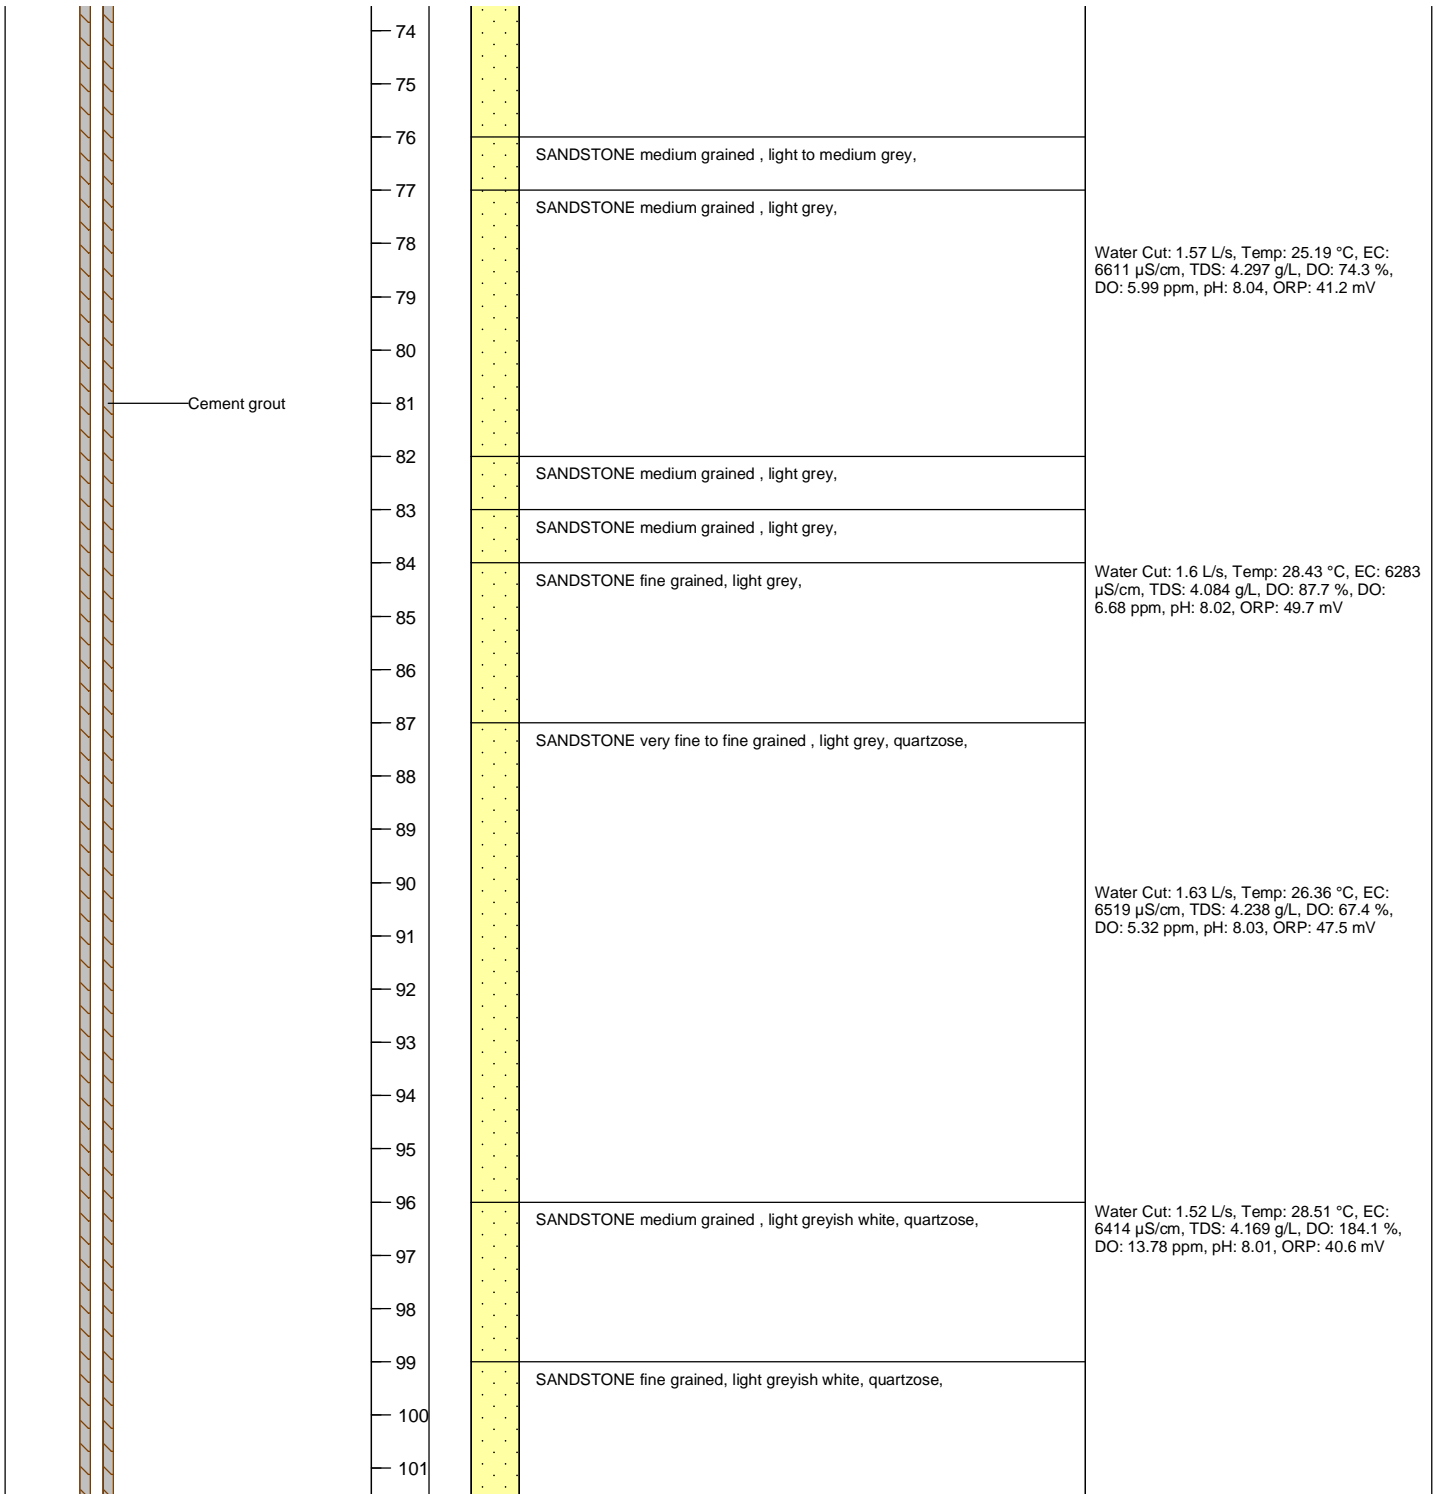 74
75
76
SANDSTONE medium grained , light to medium grey,
77
SANDSTONE medium grained , light grey,
78
Water Cut: 1.57 L/s, Temp: 25.19 °C, EC:
6611 µS/cm, TDS: 4.297 g/L, DO: 74.3 %,
DO: 5.99 ppm, pH: 8.04, ORP: 41.2 mV
79
80
Cement grout
81
82
SANDSTONE medium grained , light grey,
83
SANDSTONE medium grained , light grey,
84
SANDSTONE fine grained, light grey,
Water Cut: 1.6 L/s, Temp: 28.43 °C, EC: 6283
µS/cm, TDS: 4.084 g/L, DO: 87.7 %, DO:
6.68 ppm, pH: 8.02, ORP: 49.7 mV
85
86
87
SANDSTONE very fine to fine grained , light grey, quartzose,
88
89
90
Water Cut: 1.63 L/s, Temp: 26.36 °C, EC:
6519 µS/cm, TDS: 4.238 g/L, DO: 67.4 %,
DO: 5.32 ppm, pH: 8.03, ORP: 47.5 mV
91
92
93
94
95
96
SANDSTONE medium grained , light greyish white, quartzose,
Water Cut: 1.52 L/s, Temp: 28.51 °C, EC:
6414 µS/cm, TDS: 4.169 g/L, DO: 184.1 %,
DO: 13.78 ppm, pH: 8.01, ORP: 40.6 mV
97
98
99
SANDSTONE fine grained, light greyish white, quartzose,
100
101